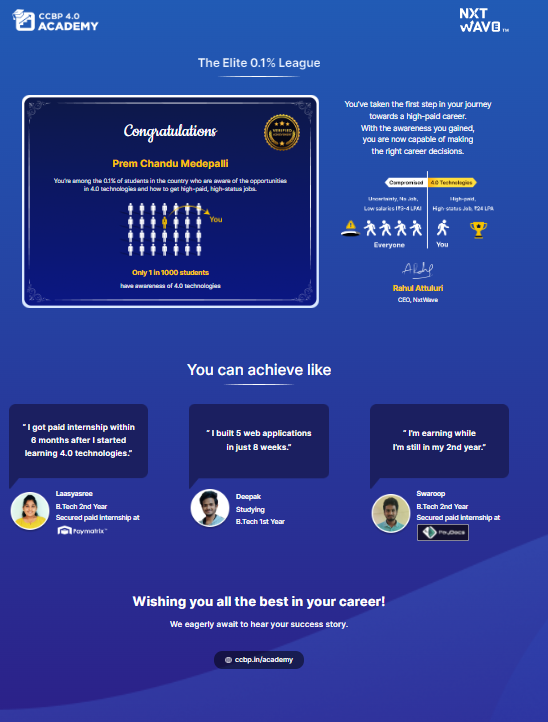 CCBP 4.0
ACADEMY
NXT
WAVE TM
The Elite 0.1% League
Congratulations
VERIFIED
Prem Chandu Medepalli
You're among the 0.1% of students in the country who are aware of the opportunities
in 4.0 technologies and how to get high-paid, high-status jobs.
You
Only 1 in 1000 students
have awareness of 4.0 technologies
You've taken the first step in your journey
towards a high-paid career.
With the awareness you gained,
you are now capable of making
the right career decisions.
Compromised
4.0 Technologies
Uncertainty, No Job,
Low salaries (₹3-4 LPA)
High-paid,
High-status Job, ₹24 LPA
Everyone
You
Rahul Attuluri
CEO, NxtWave
You can achieve like
" I got paid internship within
6 months after I started
learning 4.0 technologies."
Laasyasree
B.Tech 2nd Year
Secured paid internship at
Paymatrix
" I built 5 web applications
in just 8 weeks."
Deepak
Studying
B.Tech 1st Year
" I'm earning while
I'm still in my 2nd year."
Swaroop
B.Tech 2nd Year
Secured paid internship at
Wishing you all the best in your career!
We eagerly await to hear your success story.
ccbp.in/academy